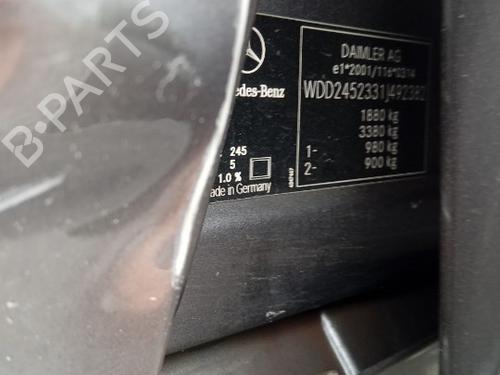 B-PARTS
DAIMLER AG
e1*2001/116*0314
WDD2452331J492382
1880 kg
3380 kg
1- 980 kg
2- 900 kg
edes-Benz
245
5
1.0 %
ade in Germany